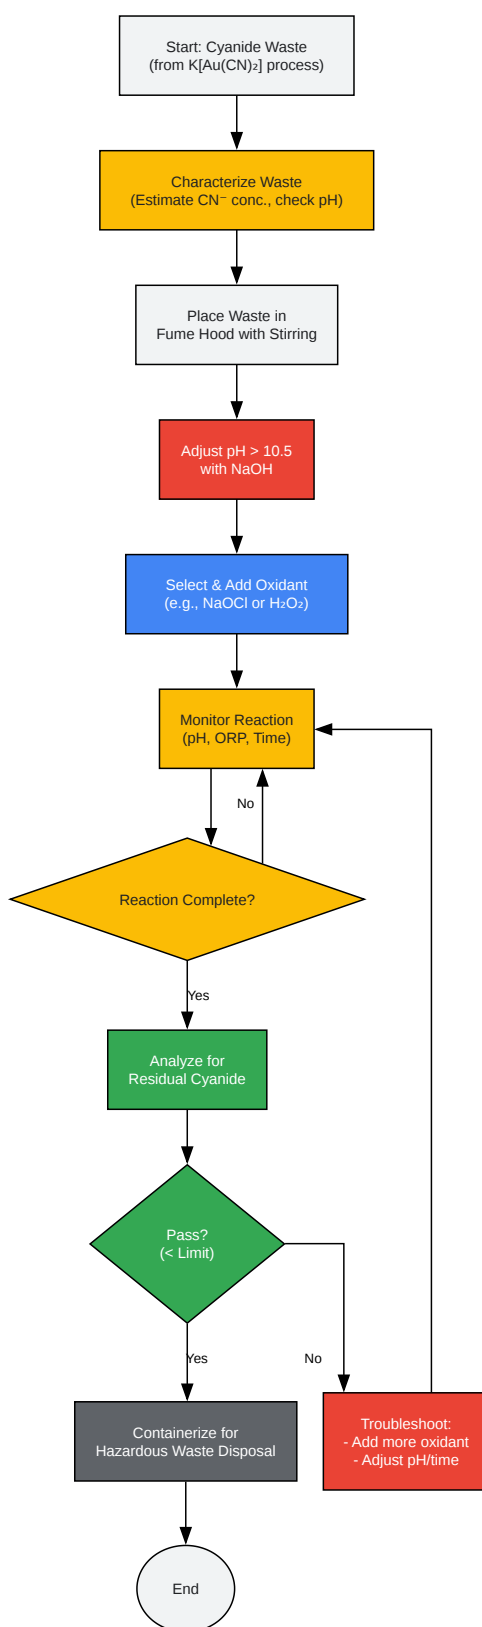 Start: Cyanide Waste
(from K[Au(CN)₂] process)
Characterize Waste
(Estimate CN⁻ conc., check pH)
Place Waste in
Fume Hood with Stirring
Adjust pH > 10.5
with NaOH
Select & Add Oxidant
(e.g., NaOCl or H₂O₂)
Monitor Reaction
(pH, ORP, Time)
No
Reaction Complete?
Yes
Analyze for
Residual Cyanide
Pass?
(< Limit)
Yes
No
Containerize for
Hazardous Waste Disposal
Troubleshoot:
- Add more oxidant
- Adjust pH/time
End